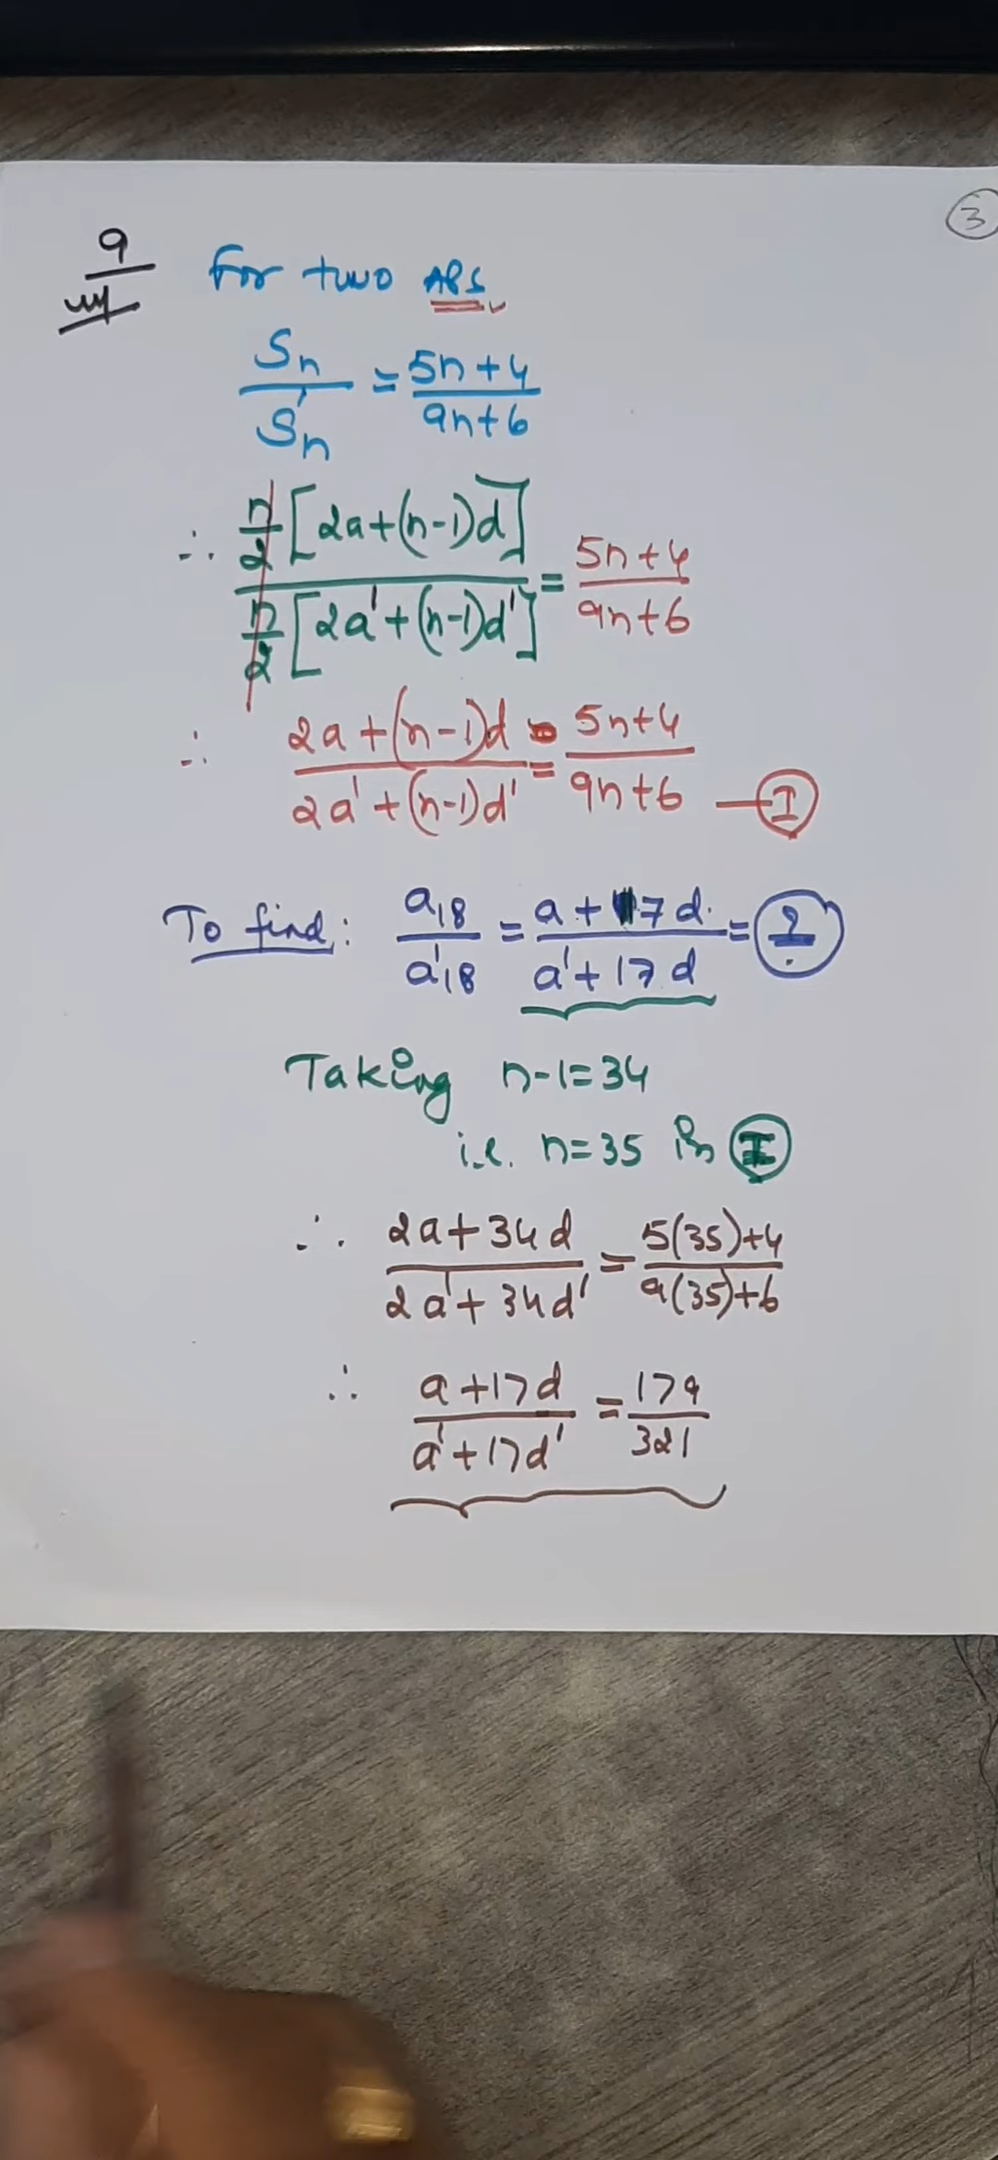 3
9
For two APs
Sn / S'n = 5n+4 / 9n+6
∴ n/2 [2a+(n-1)d] / n/2 [2a'+(n-1)d'] = 5n+4 / 9n+6
∴ 2a+(n-1)d / 2a'+(n-1)d' = 5n+4 / 9n+6 — I
To find: a18 / a'18 = a+17d / a'+17d = ?
Taking n-1=34
i.e. n=35 in I
∴ 2a+34d / 2a'+34d' = 5(35)+4 / 9(35)+6
∴ a+17d / a'+17d' = 179 / 321